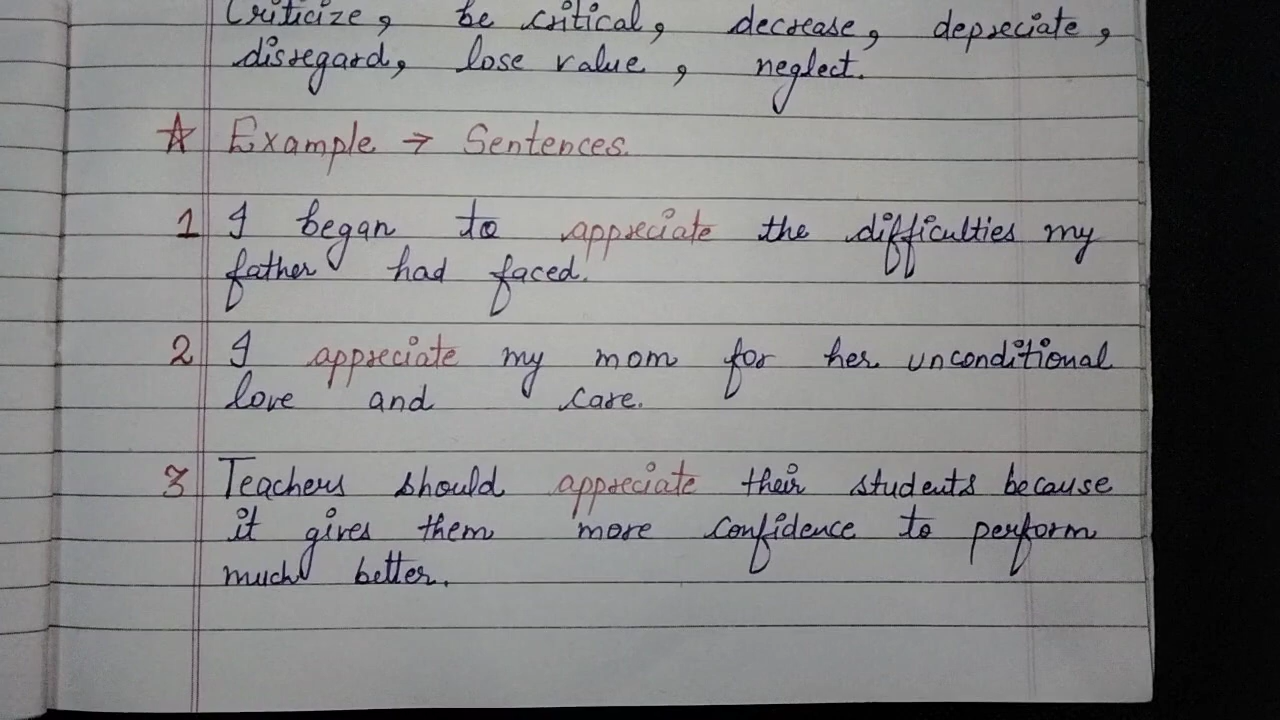 Criticize, be critical, decrease, depreciate,
disregard, lose value, neglect.
☆ Example → Sentences.
1 I began to appreciate the difficulties my
father had faced.
2 I appreciate my mom for her unconditional
love and care.
3 Teachers should appreciate their students because
it gives them more confidence to perform
much better.